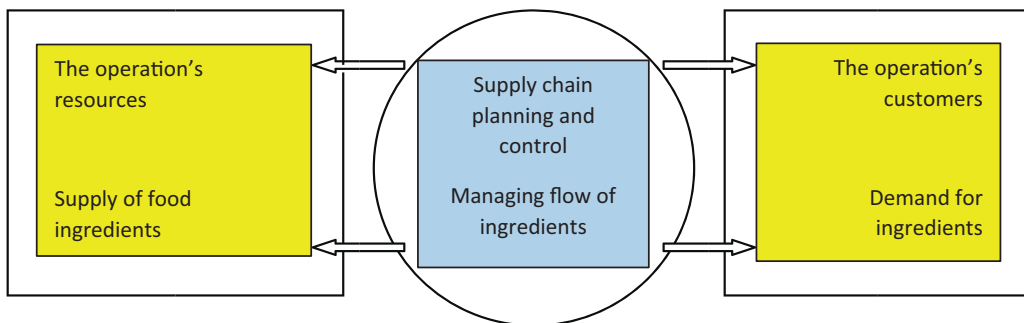 The operation's
resources
Supply of food
ingredients
Supply chain
planning and
control
Managing flow of
ingredients
The operation's
customers
Demand for
ingredients